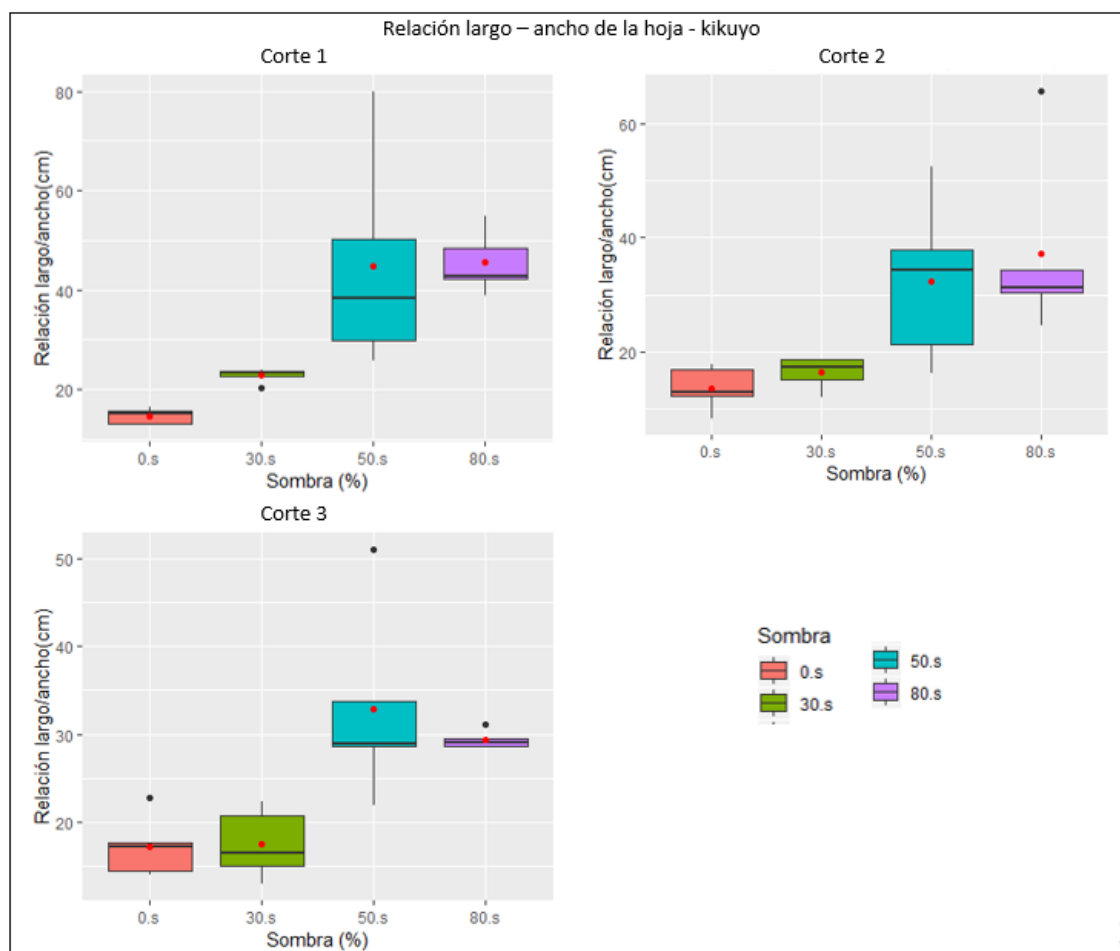 Relación largo – ancho de la hoja - kikuyo
Corte 1
Relación largo/ancho(cm)
80
60
40
20
0.s 30.s 50.s 80.s
Sombra (%)
Corte 2
Relación largo/ancho(cm)
60
40
20
0.s 30.s 50.s 80.s
Sombra (%)
Corte 3
Relación largo/ancho(cm)
50
40
30
20
0.s 30.s 50.s 80.s
Sombra (%)
Sombra
0.s
30.s
50.s
80.s